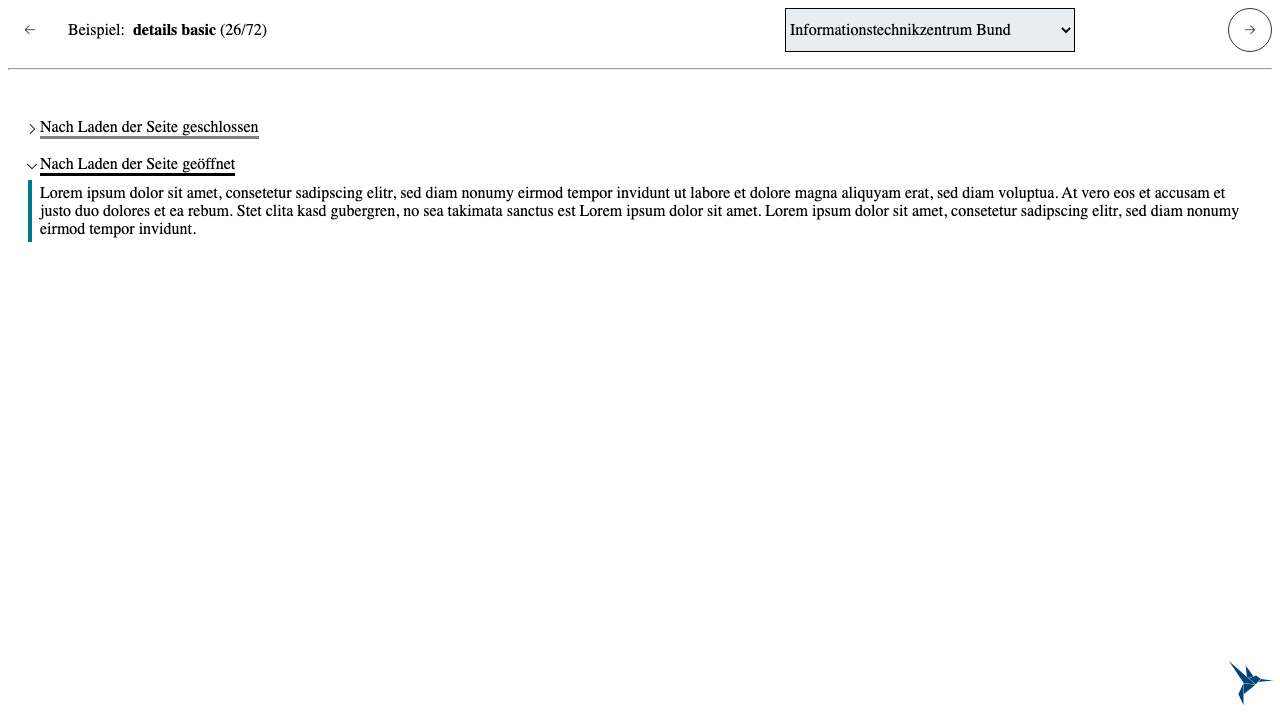 Beispiel: details basic (26/72)
Informationstechnikzentrum Bund
Nach Laden der Seite geschlossen
Nach Laden der Seite geöffnet
Lorem ipsum dolor sit amet, consetetur sadipscing elitr, sed diam nonumy eirmod tempor invidunt ut labore et dolore magna aliquyam erat, sed diam voluptua. At vero eos et accusam et
justo duo dolores et ea rebum. Stet clita kasd gubergren, no sea takimata sanctus est Lorem ipsum dolor sit amet. Lorem ipsum dolor sit amet, consetetur sadipscing elitr, sed diam nonumy
eirmod tempor invidunt.